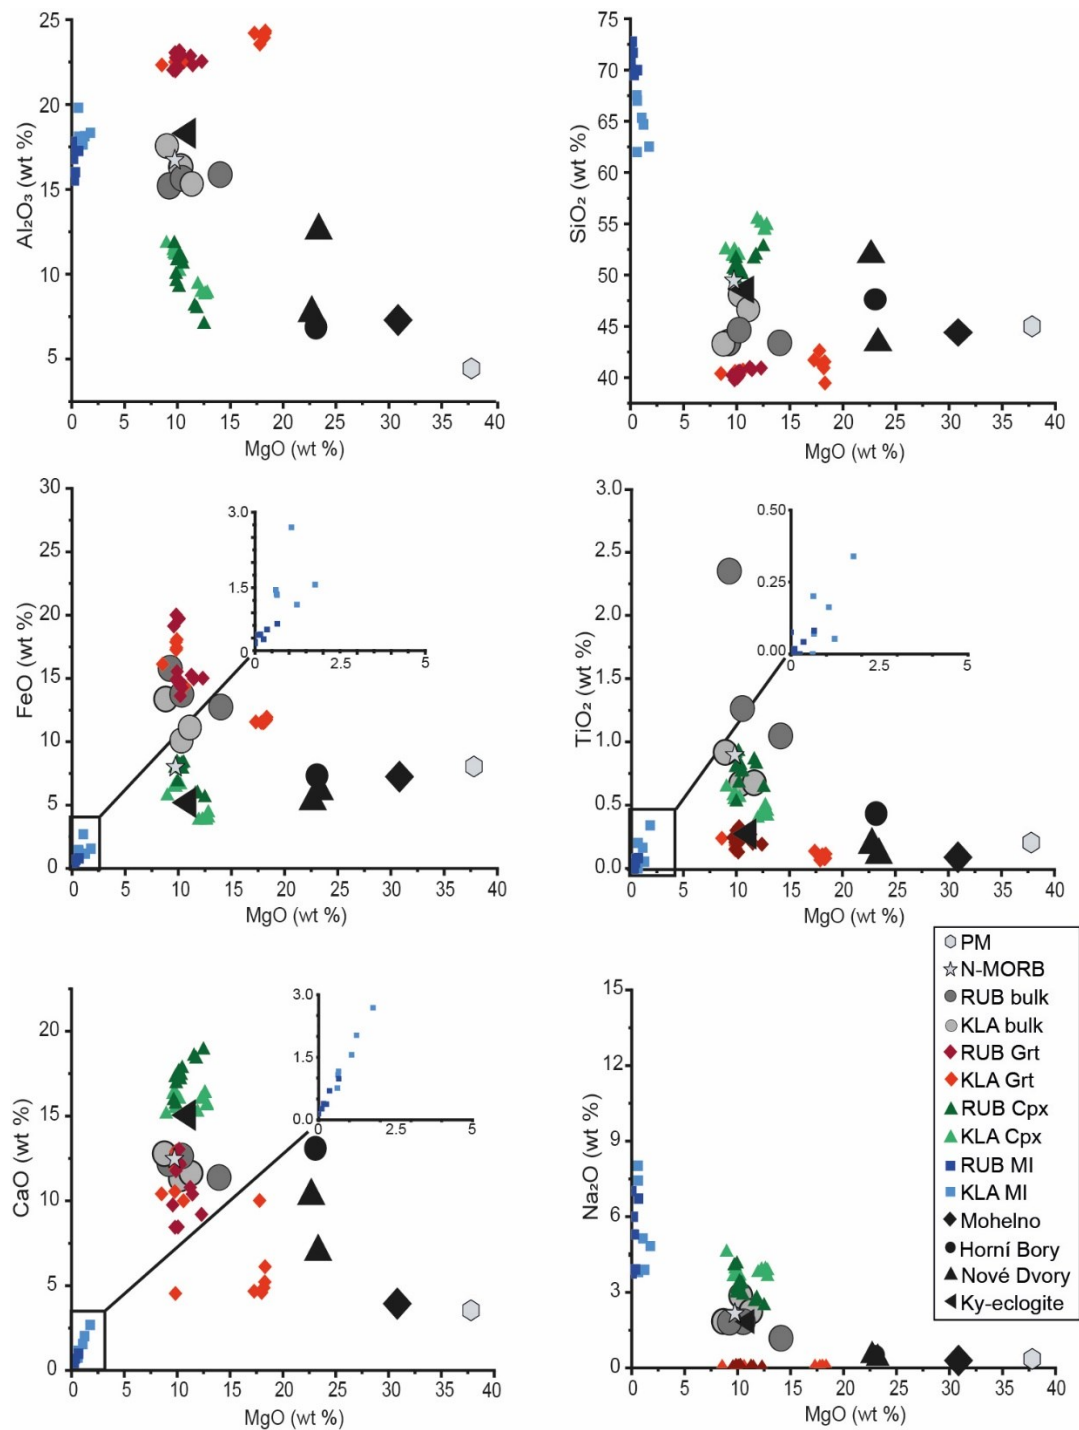 25
20
15
10
5
Al₂O₃ (wt %)
0 5 10 15 20 25 30 35 40
MgO (wt %)
75
70
65
60
55
50
45
40
SiO₂ (wt %)
0 5 10 15 20 25 30 35 40
MgO (wt %)
30
25
20
15
10
5
0
FeO (wt %)
3.0
1.5
0
0 2.5 5
0 5 10 15 20 25 30 35 40
MgO (wt %)
3.0
2.5
2.0
1.5
1.0
0.5
0.0
TiO₂ (wt %)
0.50
0.25
0.00
0 2.5 5
0 5 10 15 20 25 30 35 40
MgO (wt %)
20
15
10
5
0
CaO (wt %)
3.0
1.5
0.0
0 2.5 5
0 5 10 15 20 25 30 35 40
MgO (wt %)
15
12
9
6
3
0
Na₂O (wt %)
0 5 10 15 20 25 30 35 40
MgO (wt %)
PM
N-MORB
RUB bulk
KLA bulk
RUB Grt
KLA Grt
RUB Cpx
KLA Cpx
RUB MI
KLA MI
Mohelno
Horní Bory
Nové Dvory
Ky-eclogite